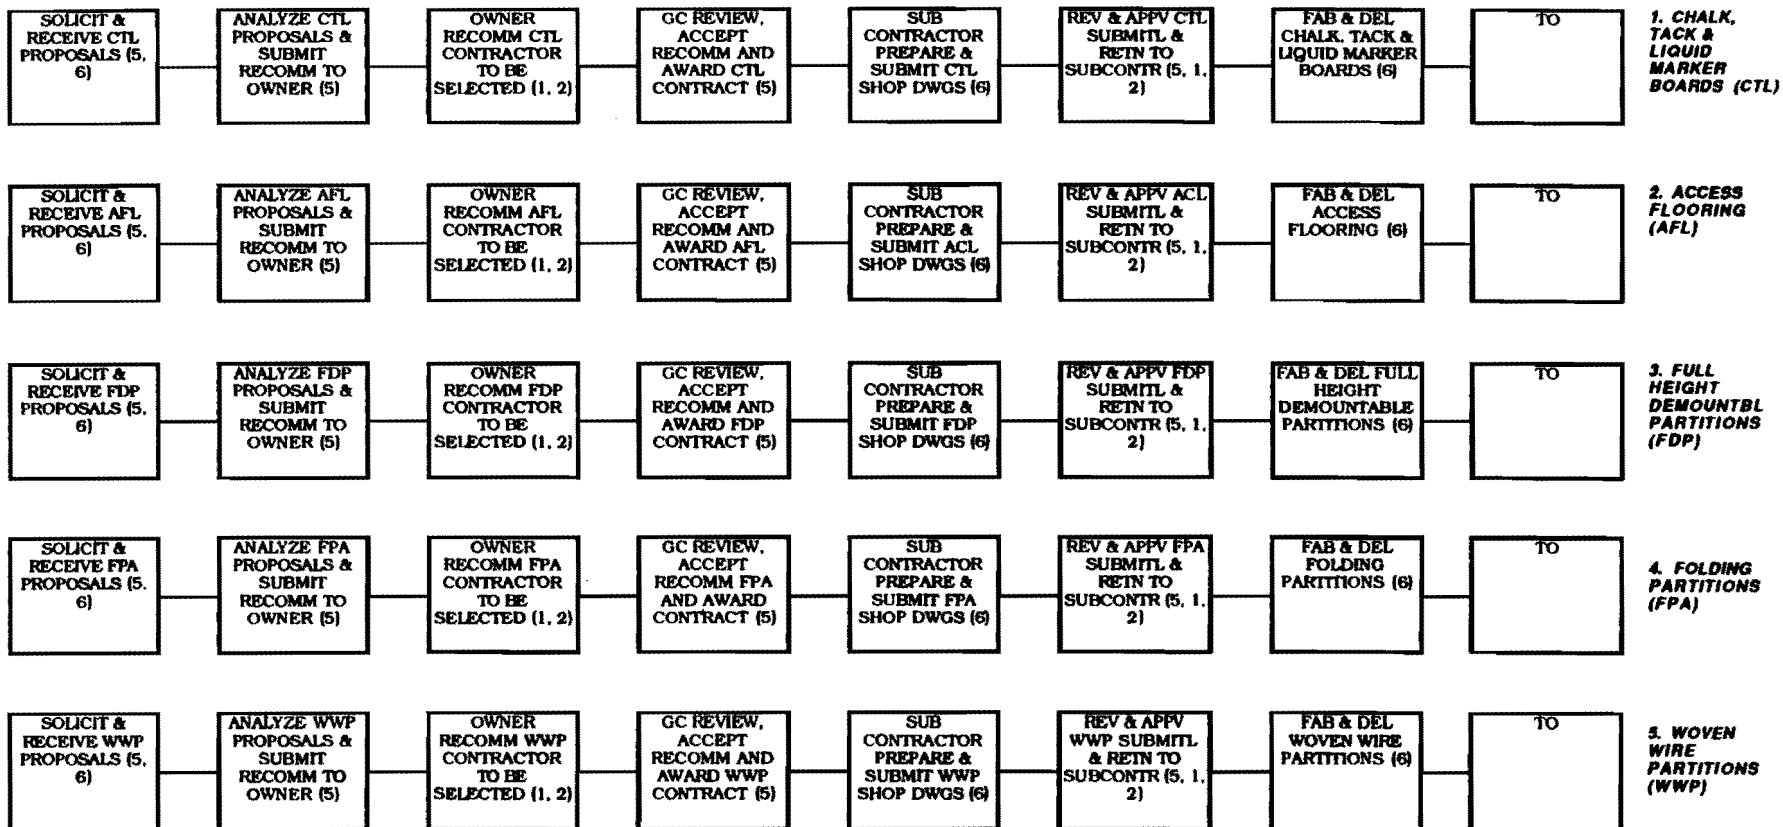 SOLICIT &
RECEIVE CTL
PROPOSALS (5,
6)
ANALYZE CTL
PROPOSALS &
SUBMIT
RECOMM TO
OWNER (5)
OWNER
RECOMM CTL
CONTRACTOR
TO BE
SELECTED (1, 2)
GC REVIEW,
ACCEPT
RECOMM AND
AWARD CTL
CONTRACT (5)
SUB
CONTRACTOR
PREPARE &
SUBMIT CTL
SHOP DWGS (6)
REV & APPV CTL
SUBMITL &
RETN TO
SUBCONTR (5, 1,
2)
FAB & DEL
CHALK, TACK &
LIQUID MARKER
BOARDS (6)
TO
1. CHALK,
TACK &
LIQUID
MARKER
BOARDS (CTL)
SOLICIT &
RECEIVE AFL
PROPOSALS (5,
6)
ANALYZE AFL
PROPOSALS &
SUBMIT
RECOMM TO
OWNER (5)
OWNER
RECOMM AFL
CONTRACTOR
TO BE
SELECTED (1, 2)
GC REVIEW,
ACCEPT
RECOMM AND
AWARD AFL
CONTRACT (5)
SUB
CONTRACTOR
PREPARE &
SUBMIT ACL
SHOP DWGS (6)
REV & APPV ACL
SUBMITL &
RETN TO
SUBCONTR (5, 1,
2)
FAB & DEL
ACCESS
FLOORING (6)
TO
2. ACCESS
FLOORING
(AFL)
SOLICIT &
RECEIVE FDP
PROPOSALS (5,
6)
ANALYZE FDP
PROPOSALS &
SUBMIT
RECOMM TO
OWNER (5)
OWNER
RECOMM FDP
CONTRACTOR
TO BE
SELECTED (1, 2)
GC REVIEW,
ACCEPT
RECOMM AND
AWARD FDP
CONTRACT (5)
SUB
CONTRACTOR
PREPARE &
SUBMIT FDP
SHOP DWGS (6)
REV & APPV FDP
SUBMITL &
RETN TO
SUBCONTR (5, 1,
2)
FAB & DEL FULL
HEIGHT
DEMOUNTABLE
PARTITIONS (6)
TO
3. FULL
HEIGHT
DEMOUNTBL
PARTITIONS
(FDP)
SOLICIT &
RECEIVE FPA
PROPOSALS (5,
6)
ANALYZE FPA
PROPOSALS &
SUBMIT
RECOMM TO
OWNER (5)
OWNER
RECOMM FPA
CONTRACTOR
TO BE
SELECTED (1, 2)
GC REVIEW,
ACCEPT
RECOMM FPA
AND AWARD
CONTRACT (5)
SUB
CONTRACTOR
PREPARE &
SUBMIT FPA
SHOP DWGS (6)
REV & APPV FPA
SUBMITL &
RETN TO
SUBCONTR (5, 1,
2)
FAB & DEL
FOLDING
PARTITIONS (6)
TO
4. FOLDING
PARTITIONS
(FPA)
SOLICIT &
RECEIVE WWP
PROPOSALS (5,
6)
ANALYZE WWP
PROPOSALS &
SUBMIT
RECOMM TO
OWNER (5)
OWNER
RECOMM WWP
CONTRACTOR
TO BE
SELECTED (1, 2)
GC REVIEW,
ACCEPT
RECOMM AND
AWARD WWP
CONTRACT (5)
SUB
CONTRACTOR
PREPARE &
SUBMIT WWP
SHOP DWGS (6)
REV & APPV
WWP SUBMITL
& RETN TO
SUBCONTR (5, 1,
2)
FAB & DEL
WOVEN WIRE
PARTITIONS (6)
TO
5. WOVEN
WIRE
PARTITIONS
(WWP)